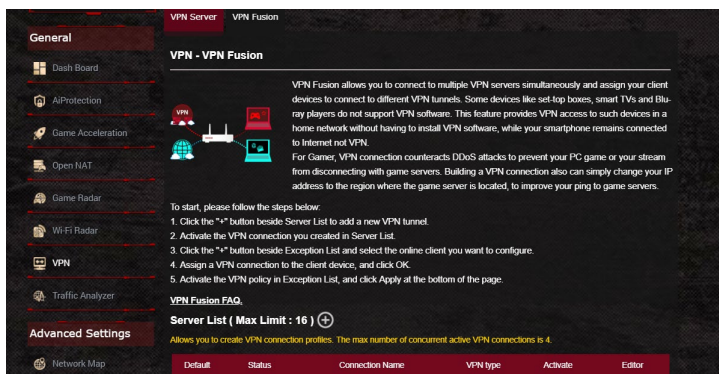 VPN Server
VPN Fusion
General
Dash Board
AiProtection
Game Acceleration
Open NAT
Game Radar
Wi-Fi Radar
VPN
Traffic Analyzer
Advanced Settings
Network Map
VPN - VPN Fusion
VPN
VPN Fusion allows you to connect to multiple VPN servers simultaneously and assign your client
devices to connect to different VPN tunnels. Some devices like set-top boxes, smart TVs and Blu-
ray players do not support VPN software. This feature provides VPN access to such devices in a
home network without having to install VPN software, while your smartphone remains connected
to Internet not VPN.
For Gamer, VPN connection counteracts DDoS attacks to prevent your PC game or your stream
from disconnecting with game servers. Building a VPN connection also can simply change your IP
address to the region where the game server is located, to improve your ping to game servers.
To start, please follow the steps below:
1. Click the "+" button beside Server List to add a new VPN tunnel.
2. Activate the VPN connection you created in Server List.
3. Click the "+" button beside Exception List and select the online client you want to configure.
4. Assign a VPN connection to the client device, and click OK.
5. Activate the VPN policy in Exception List, and click Apply at the bottom of the page.
VPN Fusion FAQ.
Server List ( Max Limit : 16 )
Allows you to create VPN connection profiles. The max number of concurrent active VPN connections is 4.
Default Status Connection Name VPN type Activate Editor